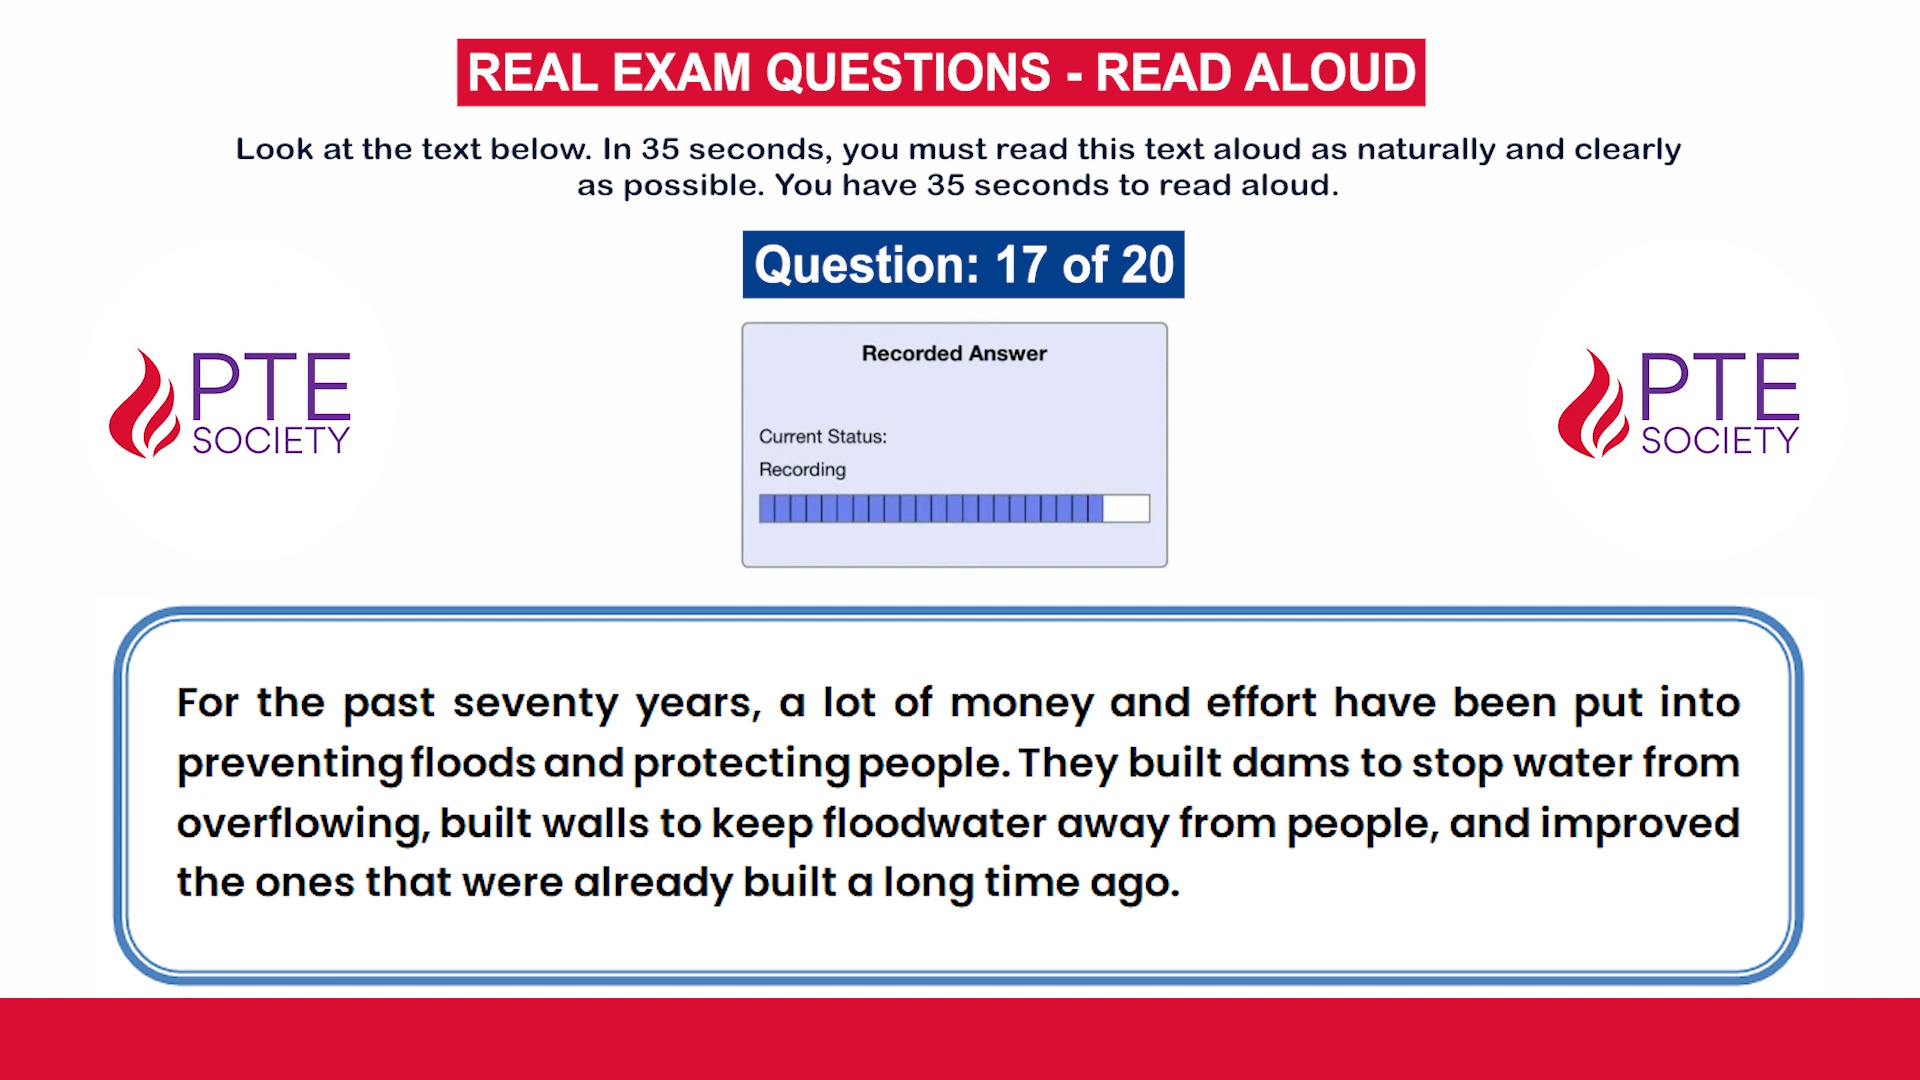 REAL EXAM QUESTIONS - READ ALOUD
Look at the text below. In 35 seconds, you must read this text aloud as naturally and clearly
as possible. You have 35 seconds to read aloud.
Question: 17 of 20
PTE
SOCIETY
Recorded Answer
Current Status:
Recording
PTE
SOCIETY
For the past seventy years, a lot of money and effort have been put into
preventing floods and protecting people. They built dams to stop water from
overflowing, built walls to keep floodwater away from people, and improved
the ones that were already built a long time ago.